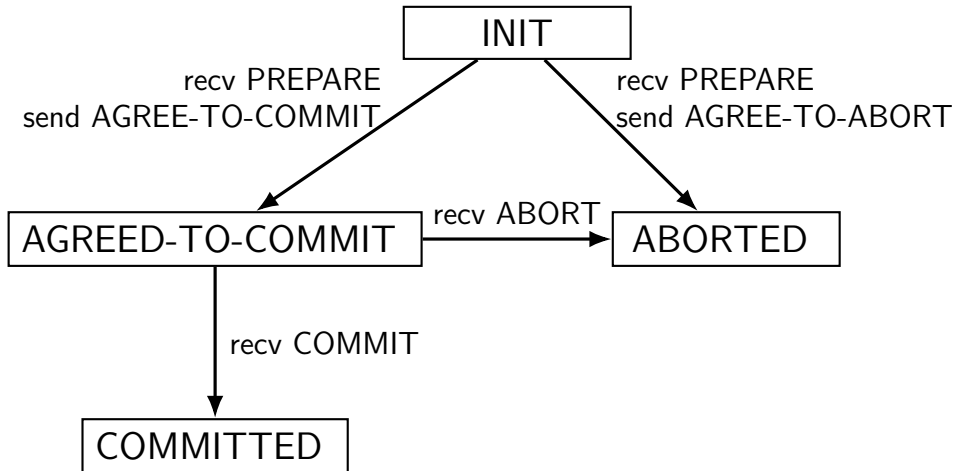 INIT
recv PREPARE
send AGREE-TO-COMMIT
recv PREPARE
send AGREE-TO-ABORT
AGREED-TO-COMMIT
recv ABORT
ABORTED
recv COMMIT
COMMITTED